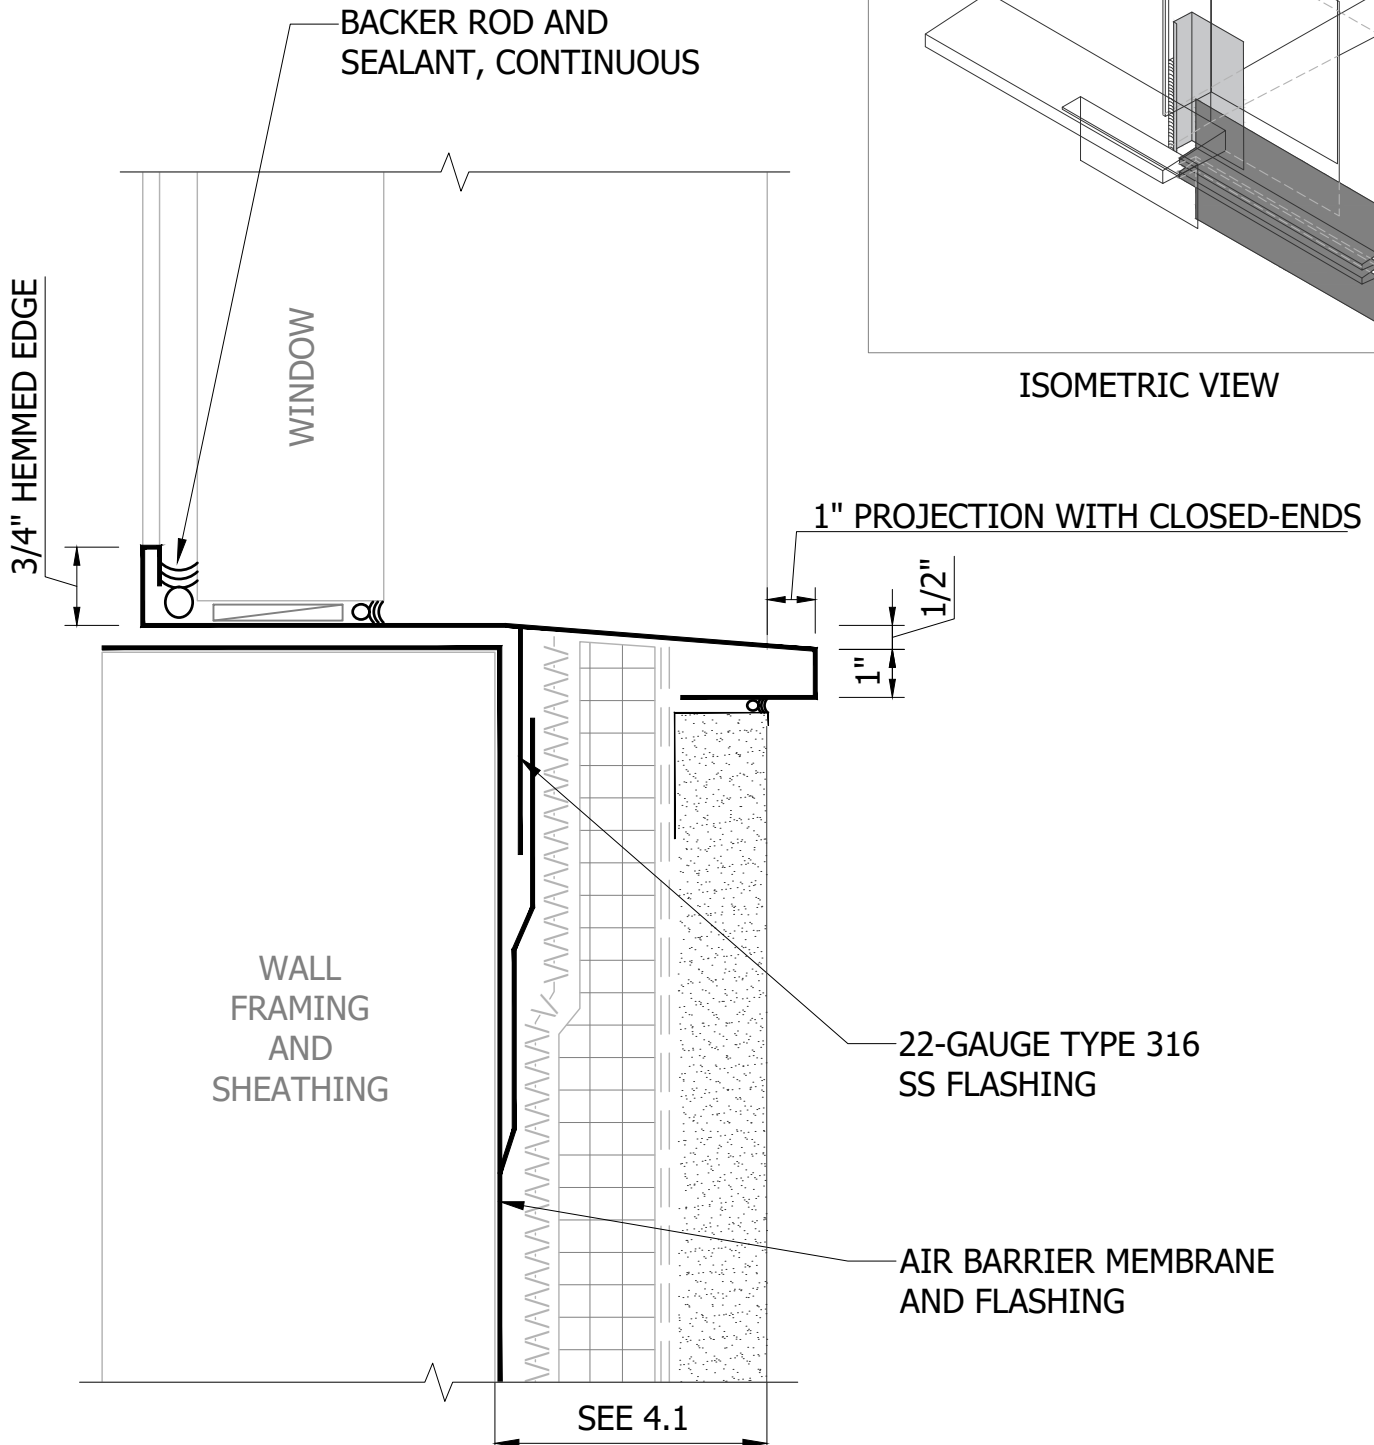 BACKER ROD AND
SEALANT, CONTINUOUS
ISOMETRIC VIEW
WINDOW
3/4" HEMMED EDGE
1" PROJECTION WITH CLOSED-ENDS
1/2"
1"
WALL
FRAMING
AND
SHEATHING
22-GAUGE TYPE 316
SS FLASHING
AIR BARRIER MEMBRANE
AND FLASHING
SEE 4.1